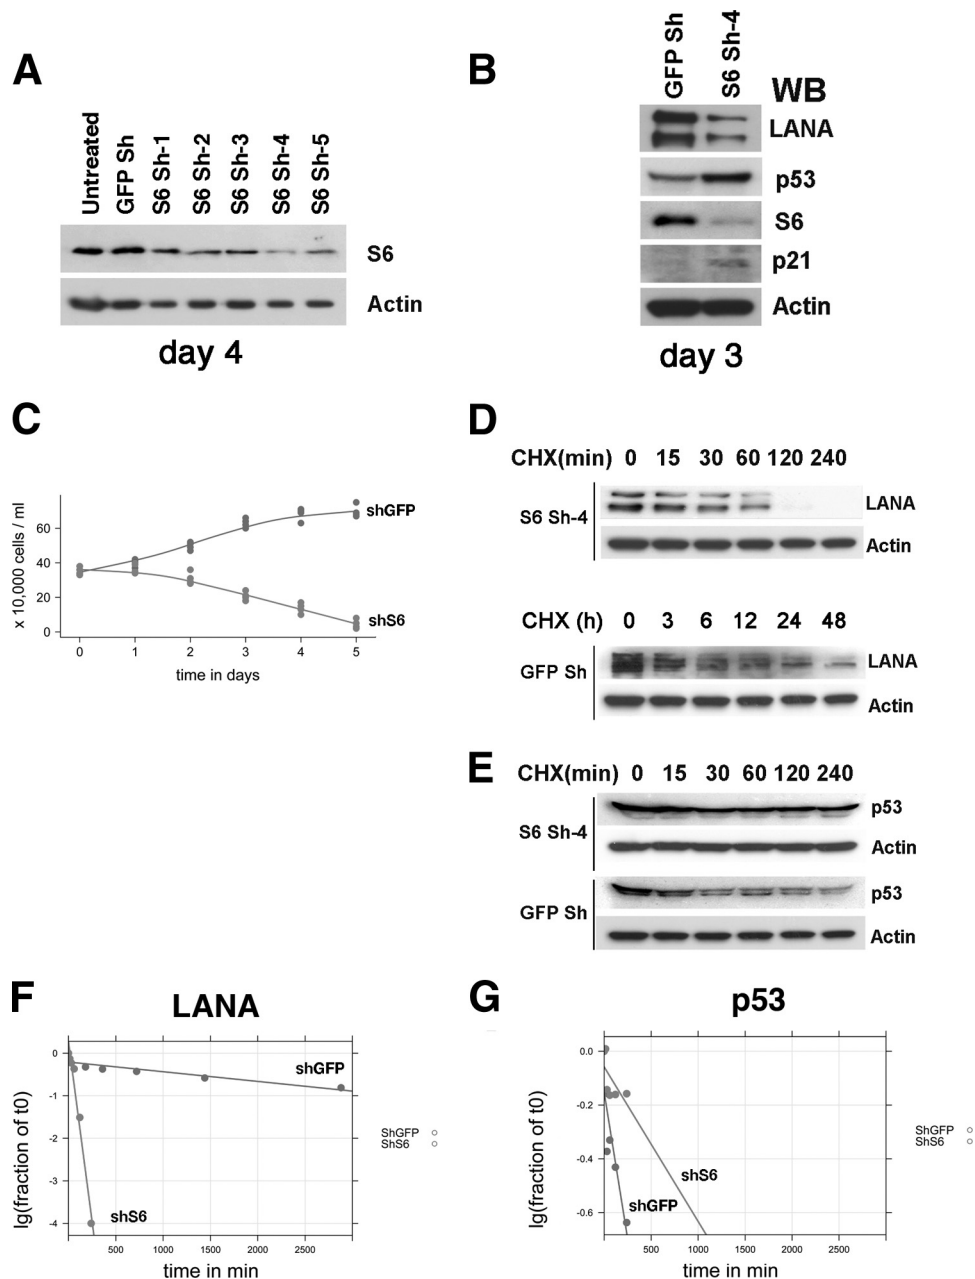 A
Untreated
GFP Sh
S6 Sh-1
S6 Sh-2
S6 Sh-3
S6 Sh-4
S6 Sh-5
S6
Actin
day 4
B
GFP Sh
S6 Sh-4
WB
LANA
p53
S6
p21
Actin
day 3
C
x 10,000 cells / ml
60
40
20
0
shGFP
shS6
0 1 2 3 4 5
time in days
D
CHX(min) 0 15 30 60 120 240
S6 Sh-4
LANA
Actin
CHX (h) 0 3 6 12 24 48
GFP Sh
LANA
Actin
E
CHX(min) 0 15 30 60 120 240
S6 Sh-4
p53
Actin
GFP Sh
p53
Actin
F
LANA
lg(fraction of t0)
0
-1
-2
-3
-4
shGFP
shS6
500 1000 1500 2000 2500
time in min
ShGFP
ShS6
G
p53
lg(fraction of t0)
0.0
-0.2
-0.4
-0.6
shS6
shGFP
500 1000 1500 2000 2500
time in min
ShGFP
ShS6